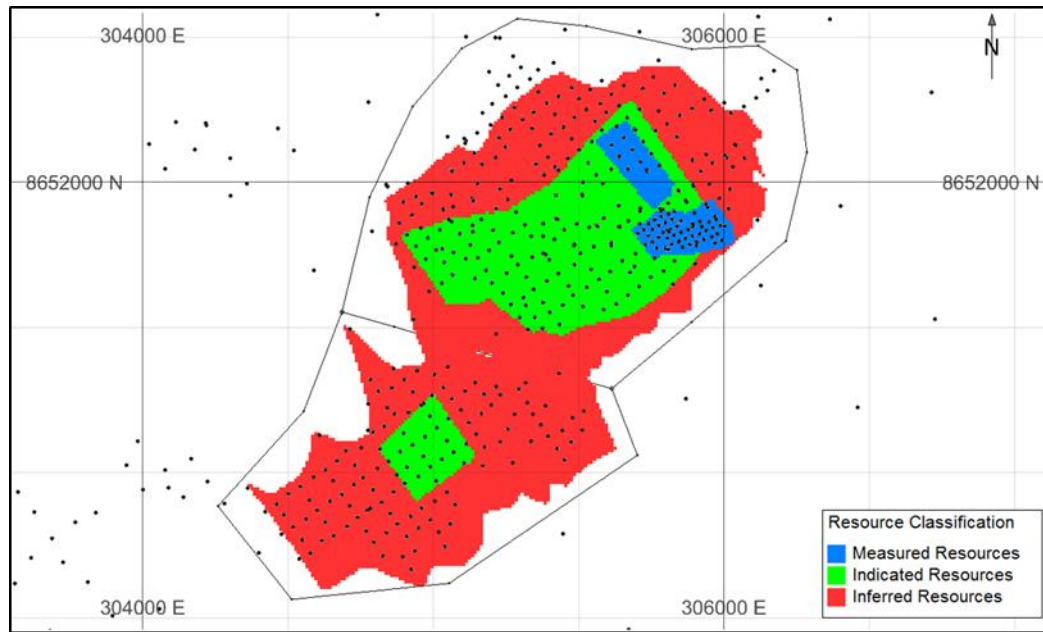 304000 E
306000 E
N
8652000 N
8652000 N
Resource Classification
Measured Resources
Indicated Resources
Inferred Resources
304000 E
306000 E